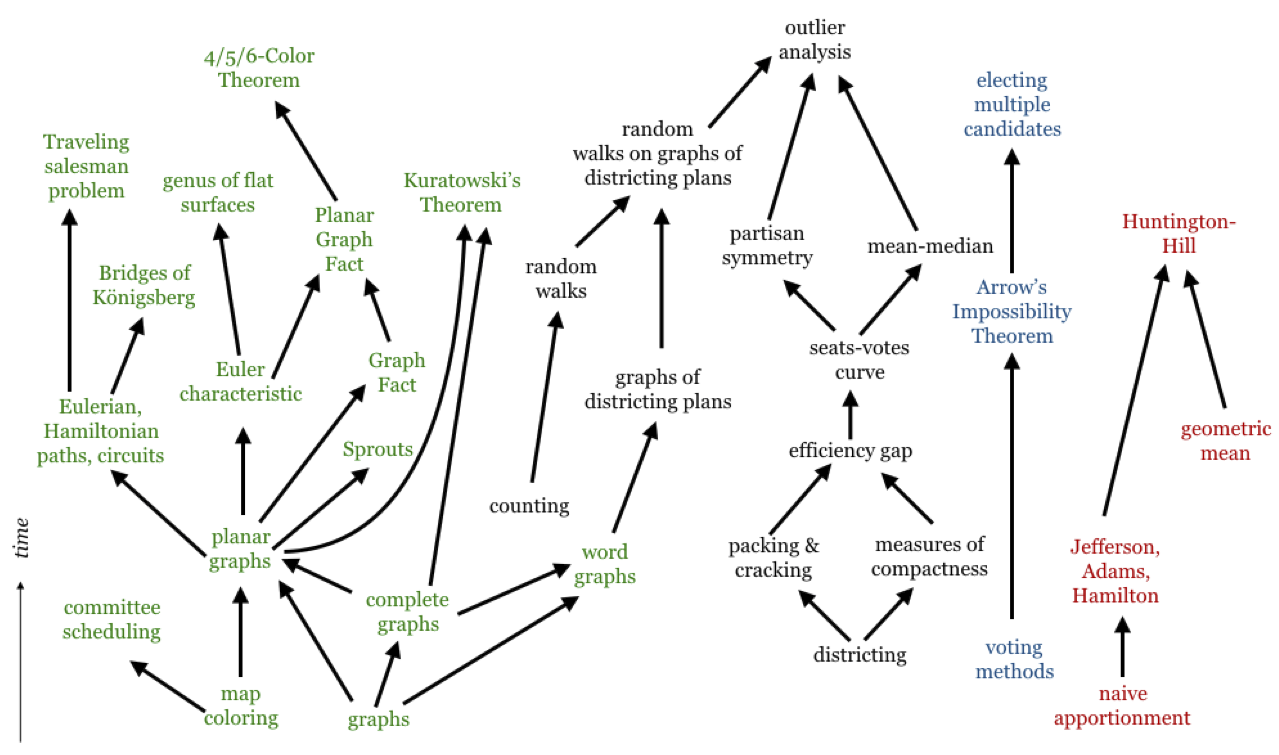 outlier
analysis
4/5/6-Color
Theorem
electing
multiple
candidates
Traveling
salesman
problem
random
walks on graphs of
districting plans
genus of flat
surfaces
Kuratowski's
Theorem
Planar
Graph
Fact
Huntington-
Hill
partisan
symmetry
mean-median
Bridges of
Königsberg
random
walks
Arrow's
Impossibility
Theorem
seats-votes
curve
Euler
characteristic
Graph
Fact
graphs of
districting plans
Eulerian,
Hamiltonian
paths, circuits
geometric
mean
Sprouts
efficiency gap
counting
time
planar
graphs
word
graphs
packing &
cracking
measures of
compactness
Jefferson,
Adams,
Hamilton
committee
scheduling
complete
graphs
districting
voting
methods
map
coloring
graphs
naive
apportionment